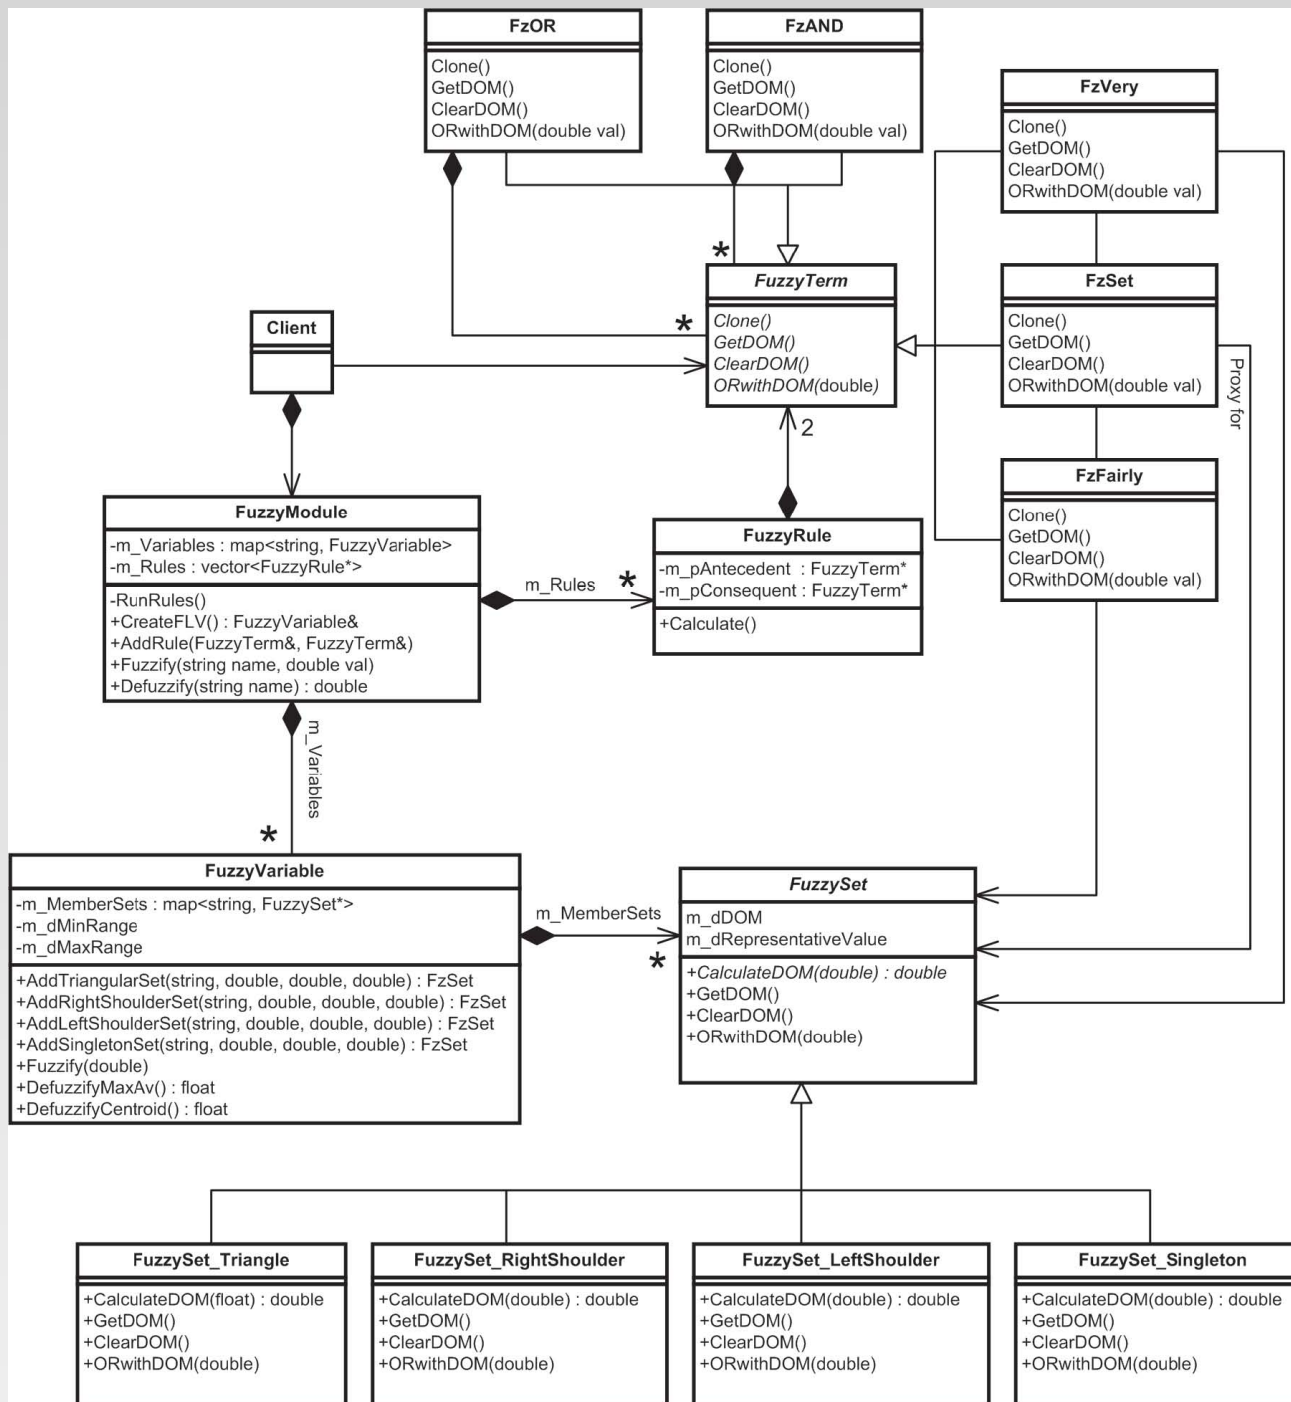 FzOR
Clone()
GetDOM()
ClearDOM()
ORwithDOM(double val)
FzAND
Clone()
GetDOM()
ClearDOM()
ORwithDOM(double val)
FzVery
Clone()
GetDOM()
ClearDOM()
ORwithDOM(double val)
*
*
FuzzyTerm
Clone()
GetDOM()
ClearDOM()
ORwithDOM(double)
2
FzSet
Clone()
GetDOM()
ClearDOM()
ORwithDOM(double val)
Proxy for
Client
FzFairly
Clone()
GetDOM()
ClearDOM()
ORwithDOM(double val)
FuzzyModule
-m_Variables : map<string, FuzzyVariable>
-m_Rules : vector<FuzzyRule*>
-RunRules()
+CreateFLV() : FuzzyVariable&
+AddRule(FuzzyTerm&, FuzzyTerm&)
+Fuzzify(string name, double val)
+Defuzzify(string name) : double
m_Rules
*
FuzzyRule
-m_pAntecedent : FuzzyTerm*
-m_pConsequent : FuzzyTerm*
+Calculate()
m_Variables
*
FuzzyVariable
-m_MemberSets : map<string, FuzzySet*>
-m_dMinRange
-m_dMaxRange
+AddTriangularSet(string, double, double, double) : FzSet
+AddRightShoulderSet(string, double, double, double) : FzSet
+AddLeftShoulderSet(string, double, double, double) : FzSet
+AddSingletonSet(string, double, double, double) : FzSet
+Fuzzify(double)
+DefuzzifyMaxAv() : float
+DefuzzifyCentroid() : float
m_MemberSets
*
FuzzySet
m_dDOM
m_dRepresentativeValue
+CalculateDOM(double) : double
+GetDOM()
+ClearDOM()
+ORwithDOM(double)
FuzzySet_Triangle
+CalculateDOM(float) : double
+GetDOM()
+ClearDOM()
+ORwithDOM(double)
FuzzySet_RightShoulder
+CalculateDOM(double) : double
+GetDOM()
+ClearDOM()
+ORwithDOM(double)
FuzzySet_LeftShoulder
+CalculateDOM(double) : double
+GetDOM()
+ClearDOM()
+ORwithDOM(double)
FuzzySet_Singleton
+CalculateDOM(double) : double
+GetDOM()
+ClearDOM()
+ORwithDOM(double)